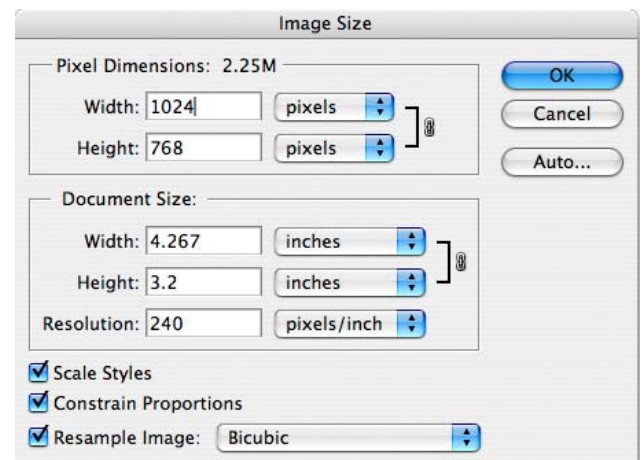 Image Size
Pixel Dimensions: 2.25M
Width: 1024 pixels
Height: 768 pixels
OK
Cancel
Auto...
Document Size:
Width: 4.267 inches
Height: 3.2 inches
Resolution: 240 pixels/inch
Scale Styles
Constrain Proportions
Resample Image: Bicubic